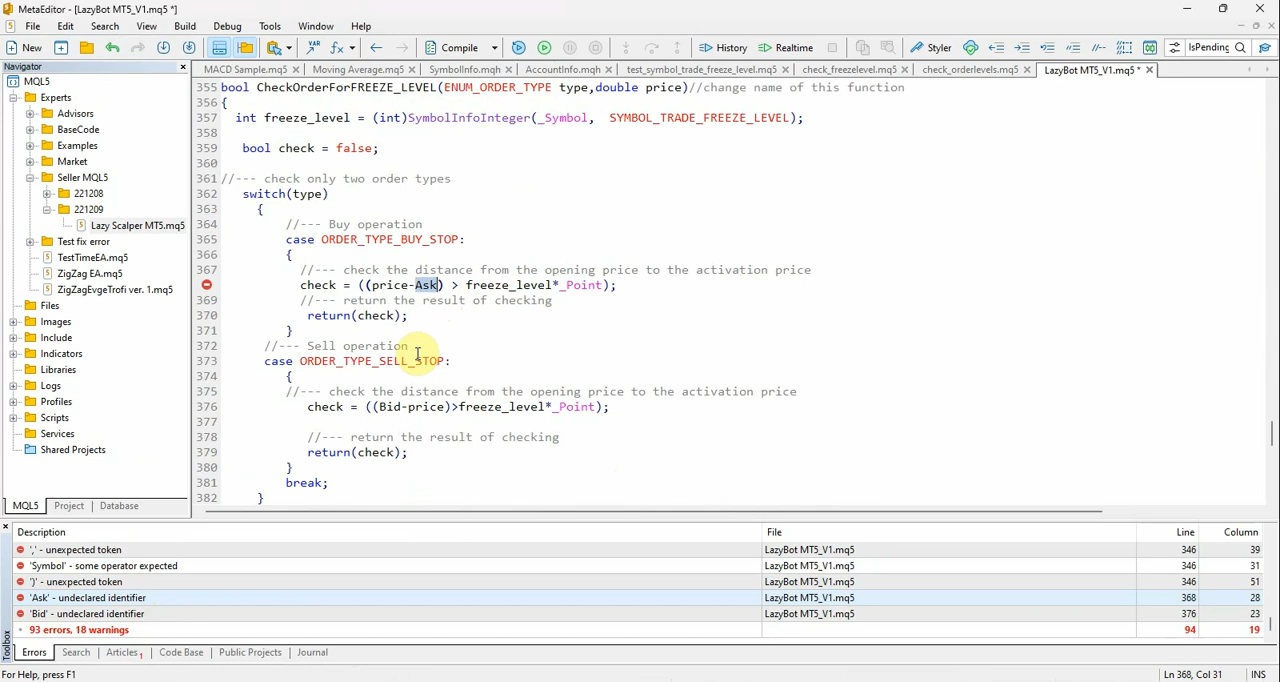 MetaEditor - [LazyBot MT5_V1.mq5 *]
File Edit Search View Build Debug Tools Window Help
New Compile History Realtime Styler IsPending
Navigator
MACD Sample.mq5 Moving Average.mq5 SymbolInfo.mqh AccountInfo.mqh test_symbol_trade_freeze_level.mq5 check_freezelevel.mq5 check_orderlevels.mq5 LazyBot MT5_V1.mq5 *
MQL5
Experts
Advisors
BaseCode
Examples
Market
Seller MQL5
221208
221209
Lazy Scalper MT5.mq5
Test fix error
TestTimeEA.mq5
ZigZag EA.mq5
ZigZagEvgeTrofi ver. 1.mq5
Files
Images
Include
Indicators
Libraries
Logs
Profiles
Scripts
Services
Shared Projects
MQL5 Project Database
355 bool CheckOrderForFREEZE_LEVEL(ENUM_ORDER_TYPE type,double price)//change name of this function
356 {
357 int freeze_level = (int)SymbolInfoInteger(_Symbol, SYMBOL_TRADE_FREEZE_LEVEL);
358
359 bool check = false;
360
361 //--- check only two order types
362 switch(type)
363 {
364 //--- Buy operation
365 case ORDER_TYPE_BUY_STOP:
366 {
367 //--- check the distance from the opening price to the activation price
check = ((price-Ask) > freeze_level*_Point);
369 //--- return the result of checking
370 return(check);
371 }
372 //--- Sell operation
373 case ORDER_TYPE_SELL_STOP:
374 {
375 //--- check the distance from the opening price to the activation price
376 check = ((Bid-price)>freeze_level*_Point);
377
378 //--- return the result of checking
379 return(check);
380 }
381 break;
382 }
Description File Line Column
',' - unexpected token LazyBot MT5_V1.mq5 346 39
'Symbol' - some operator expected LazyBot MT5_V1.mq5 346 31
')' - unexpected token LazyBot MT5_V1.mq5 346 51
'Ask' - undeclared identifier LazyBot MT5_V1.mq5 368 28
'Bid' - undeclared identifier LazyBot MT5_V1.mq5 376 23
93 errors, 18 warnings 94 19
Toolbox
Errors Search Articles 1 Code Base Public Projects Journal
For Help, press F1 Ln 368, Col 31 INS